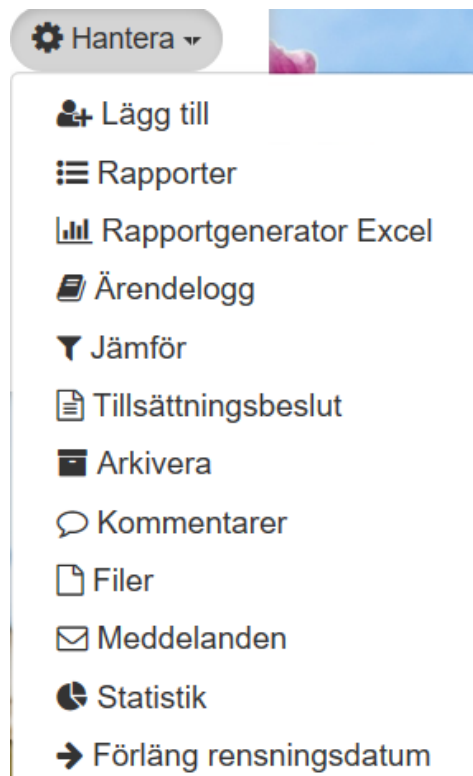 Hantera
Lägg till
Rapporter
Rapportgenerator Excel
Ärendelogg
Jämför
Tillsättningsbeslut
Arkivera
Kommentarer
Filer
Meddelanden
Statistik
Förläng rensningsdatum